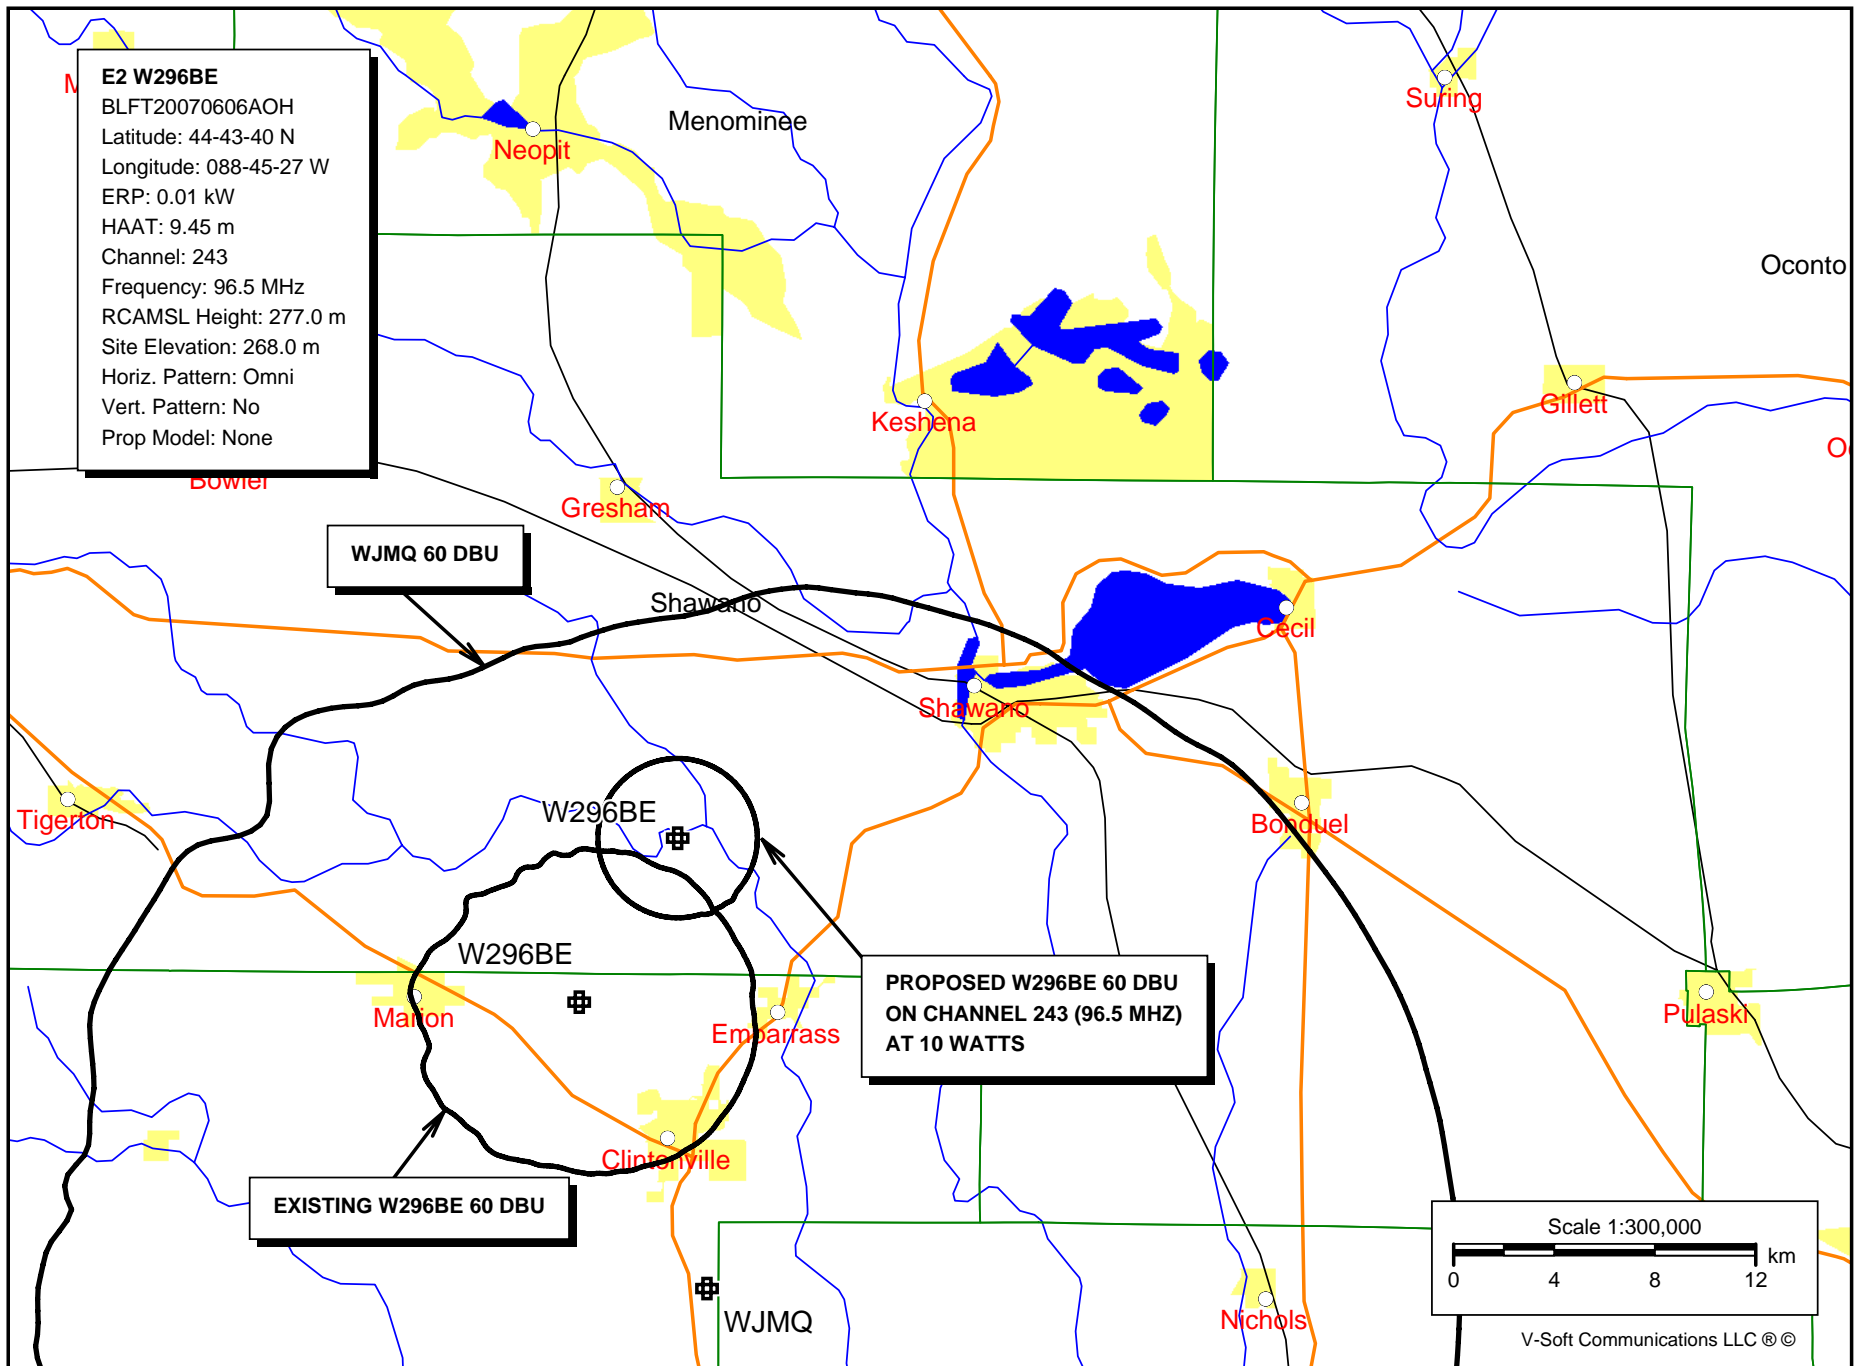 E2 W296BE
BLFT20070606AOH
Latitude: 44-43-40 N
Longitude: 088-45-27 W
ERP: 0.01 kW
HAAT: 9.45 m
Channel: 243
Frequency: 96.5 MHz
RCAMSL Height: 277.0 m
Site Elevation: 268.0 m
Horiz. Pattern: Omni
Vert. Pattern: No
Prop Model: None
Menominee
Suring
Neopit
Oconto
Keshena
Gillett
Bowler
Gresham
WJMQ 60 DBU
Shawano
Cecil
Shawano
Tigerton
W296BE
Bonduel
W296BE
Marion
Embarrass
PROPOSED W296BE 60 DBU
ON CHANNEL 243 (96.5 MHZ)
AT 10 WATTS
Pulaski
Clintonville
EXISTING W296BE 60 DBU
Scale 1:300,000
km
0 4 8 12
WJMQ
Nichols
V-Soft Communications LLC ® ©